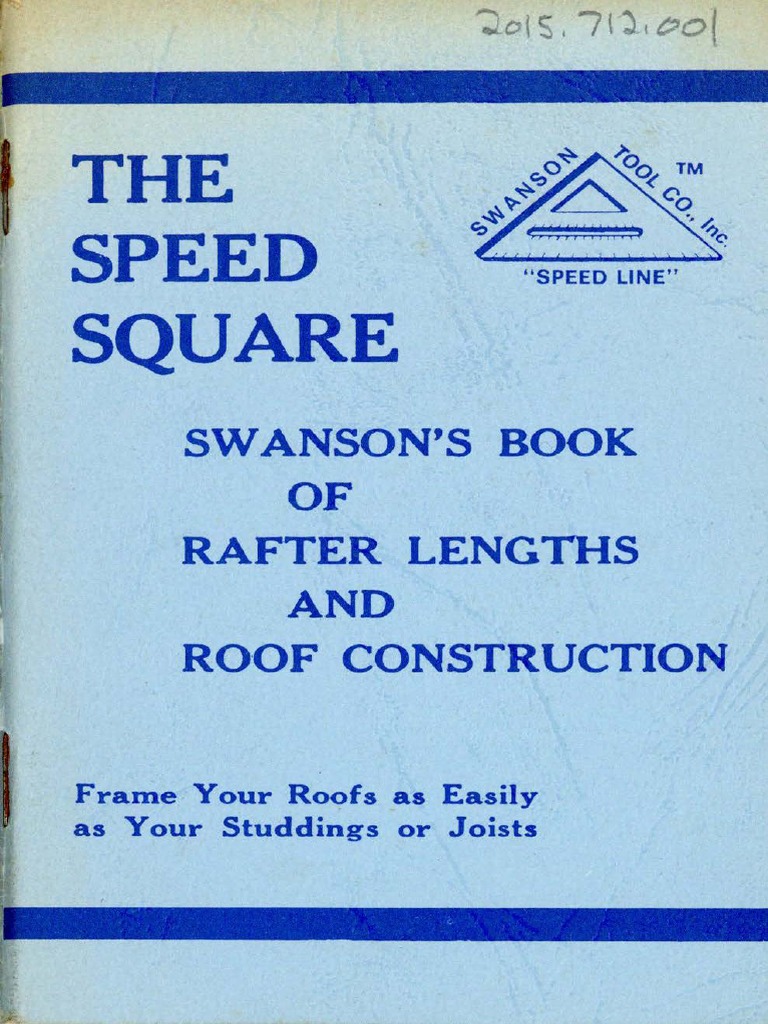 2015.712.001
THE
SPEED
SQUARE
SWANSON TOOL CO., Inc.
TM
"SPEED LINE"
SWANSON'S BOOK
OF
RAFTER LENGTHS
AND
ROOF CONSTRUCTION
Frame Your Roofs as Easily
as Your Studdings or Joists